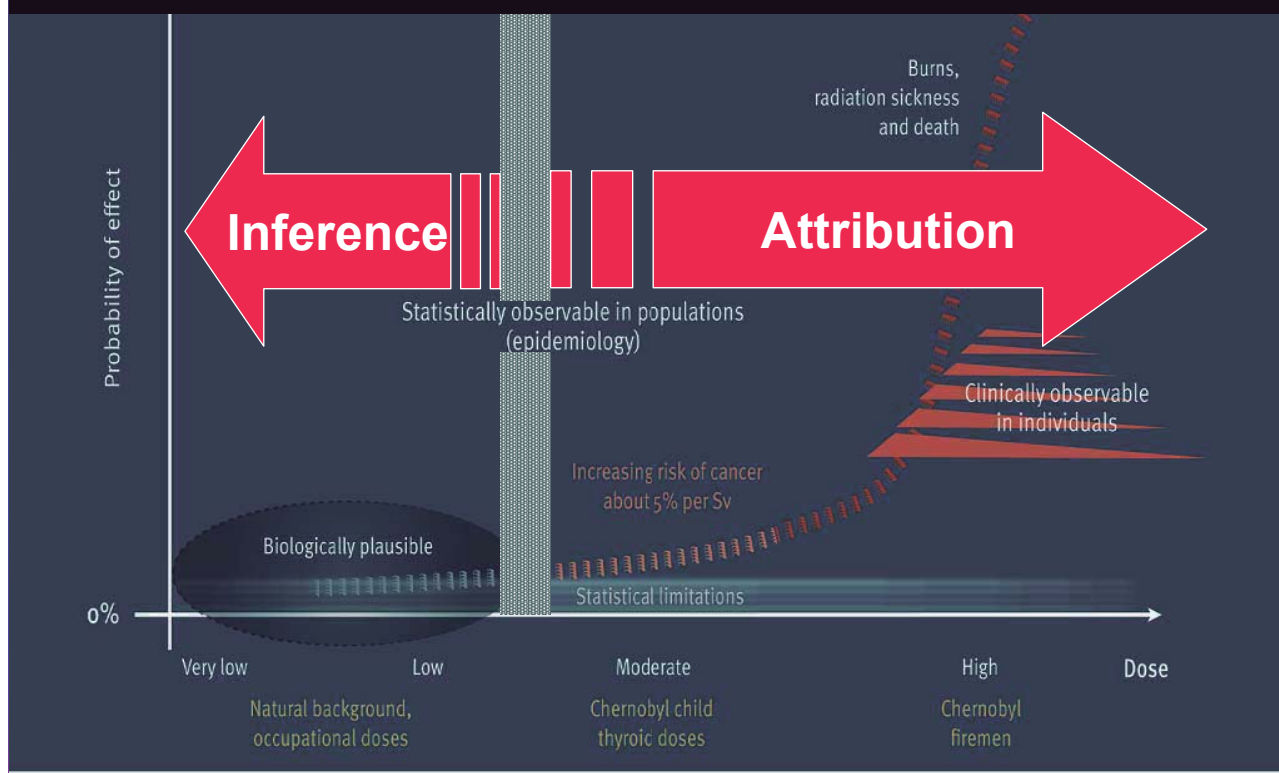 Burns,
radiation sickness
and death
Probability of effect
Inference
Attribution
Statistically observable in populations
(epidemiology)
Clinically observable
in individuals
Increasing risk of cancer
about 5% per Sv
Biologically plausible
Statistical limitations
0%
Very low
Low
Moderate
High
Dose
Natural background,
occupational doses
Chernobyl child
thyroic doses
Chernobyl
firemen